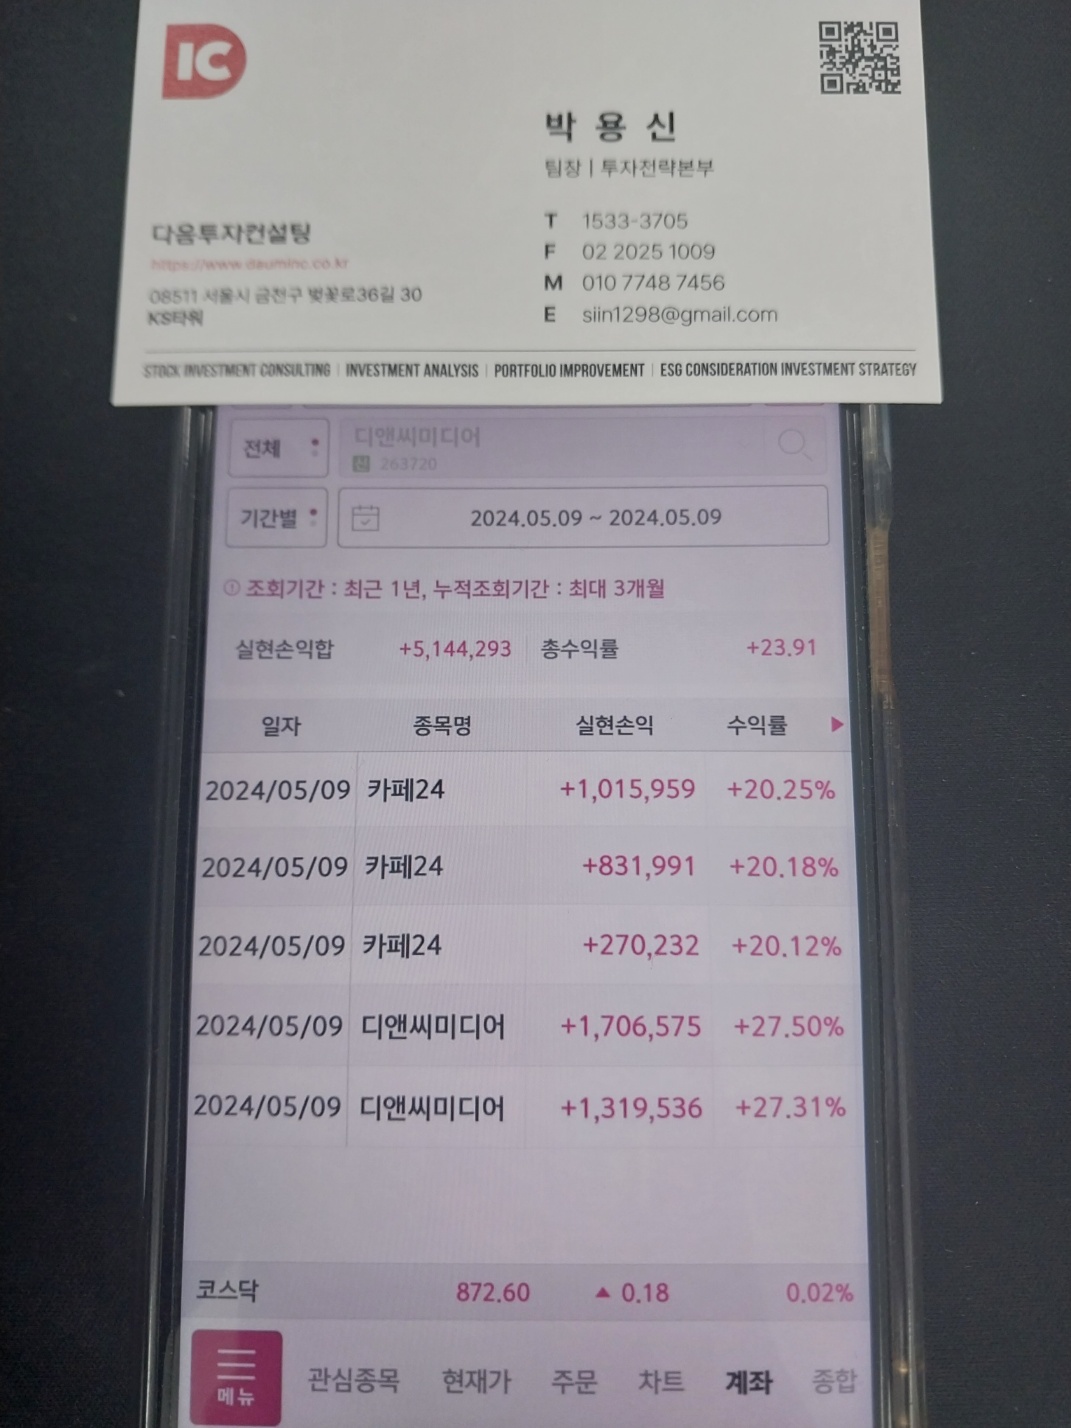 IC
박용신
팀장 | 투자전략본부
다음투자컨설팅
https://www.dauminc.co.kr
08511 서울시 금천구 벚꽃로36길 30
KS타워
T 1533-3705
F 02 2025 1009
M 010 7748 7456
E siin1298@gmail.com
STOCK INVESTMENT CONSULTING | INVESTMENT ANALYSIS | PORTFOLIO IMPROVEMENT | ESG CONSIDERATION INVESTMENT STRATEGY
전체 디앤씨미디어
신 263720
기간별 2024.05.09 ~ 2024.05.09
조회기간 : 최근 1년, 누적조회기간 : 최대 3개월
실현손익합 +5,144,293 총수익률 +23.91
일자 종목명 실현손익 수익률
2024/05/09 카페24 +1,015,959 +20.25%
2024/05/09 카페24 +831,991 +20.18%
2024/05/09 카페24 +270,232 +20.12%
2024/05/09 디앤씨미디어 +1,706,575 +27.50%
2024/05/09 디앤씨미디어 +1,319,536 +27.31%
코스닥 872.60 ▲ 0.18 0.02%
메뉴 관심종목 현재가 주문 차트 계좌 종합